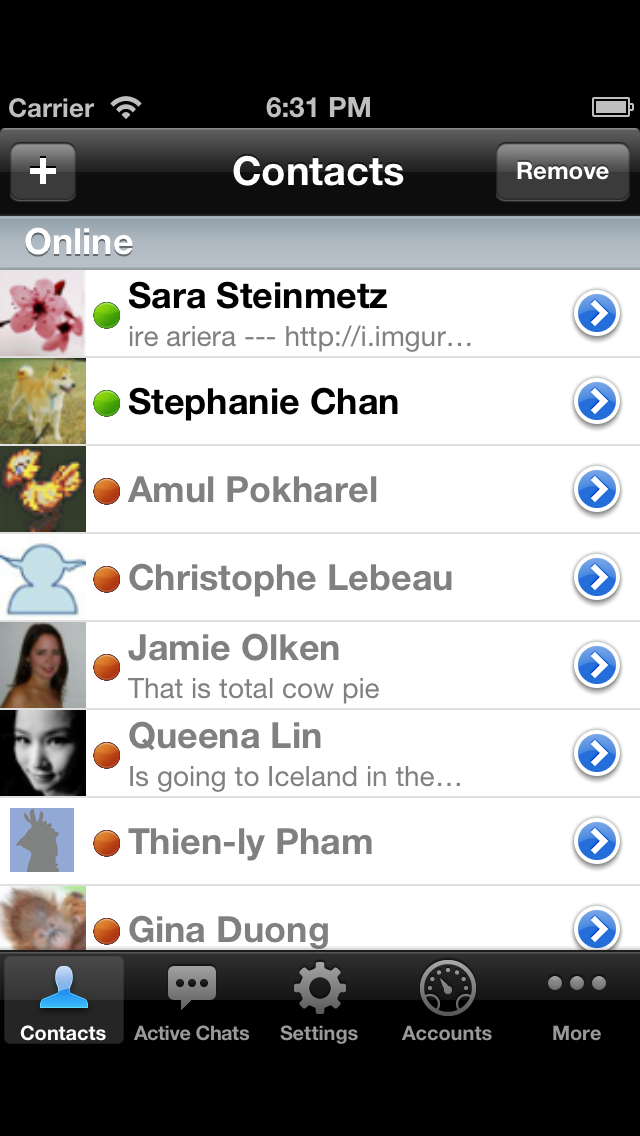 Carrier 6:31 PM
+ Contacts Remove
Online
Sara Steinmetz
ire ariera --- http://i.imgur…
Stephanie Chan
Amul Pokharel
Christophe Lebeau
Jamie Olken
That is total cow pie
Queena Lin
Is going to Iceland in the…
Thien-ly Pham
Gina Duong
Contacts Active Chats Settings Accounts More